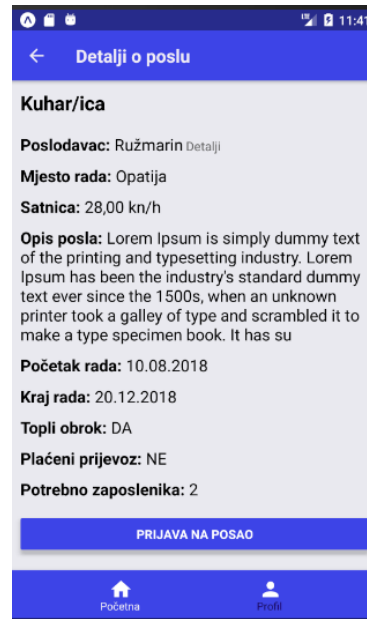 11:41
Detalji o poslu
Kuhar/ica
Poslodavac: Ružmarin Detalji
Mjesto rada: Opatija
Satnica: 28,00 kn/h
Opis posla: Lorem Ipsum is simply dummy text
of the printing and typesetting industry. Lorem
Ipsum has been the industry's standard dummy
text ever since the 1500s, when an unknown
printer took a galley of type and scrambled it to
make a type specimen book. It has su
Početak rada: 10.08.2018
Kraj rada: 20.12.2018
Topli obrok: DA
Plaćeni prijevoz: NE
Potrebno zaposlenika: 2
PRIJAVA NA POSAO
Početna Profil